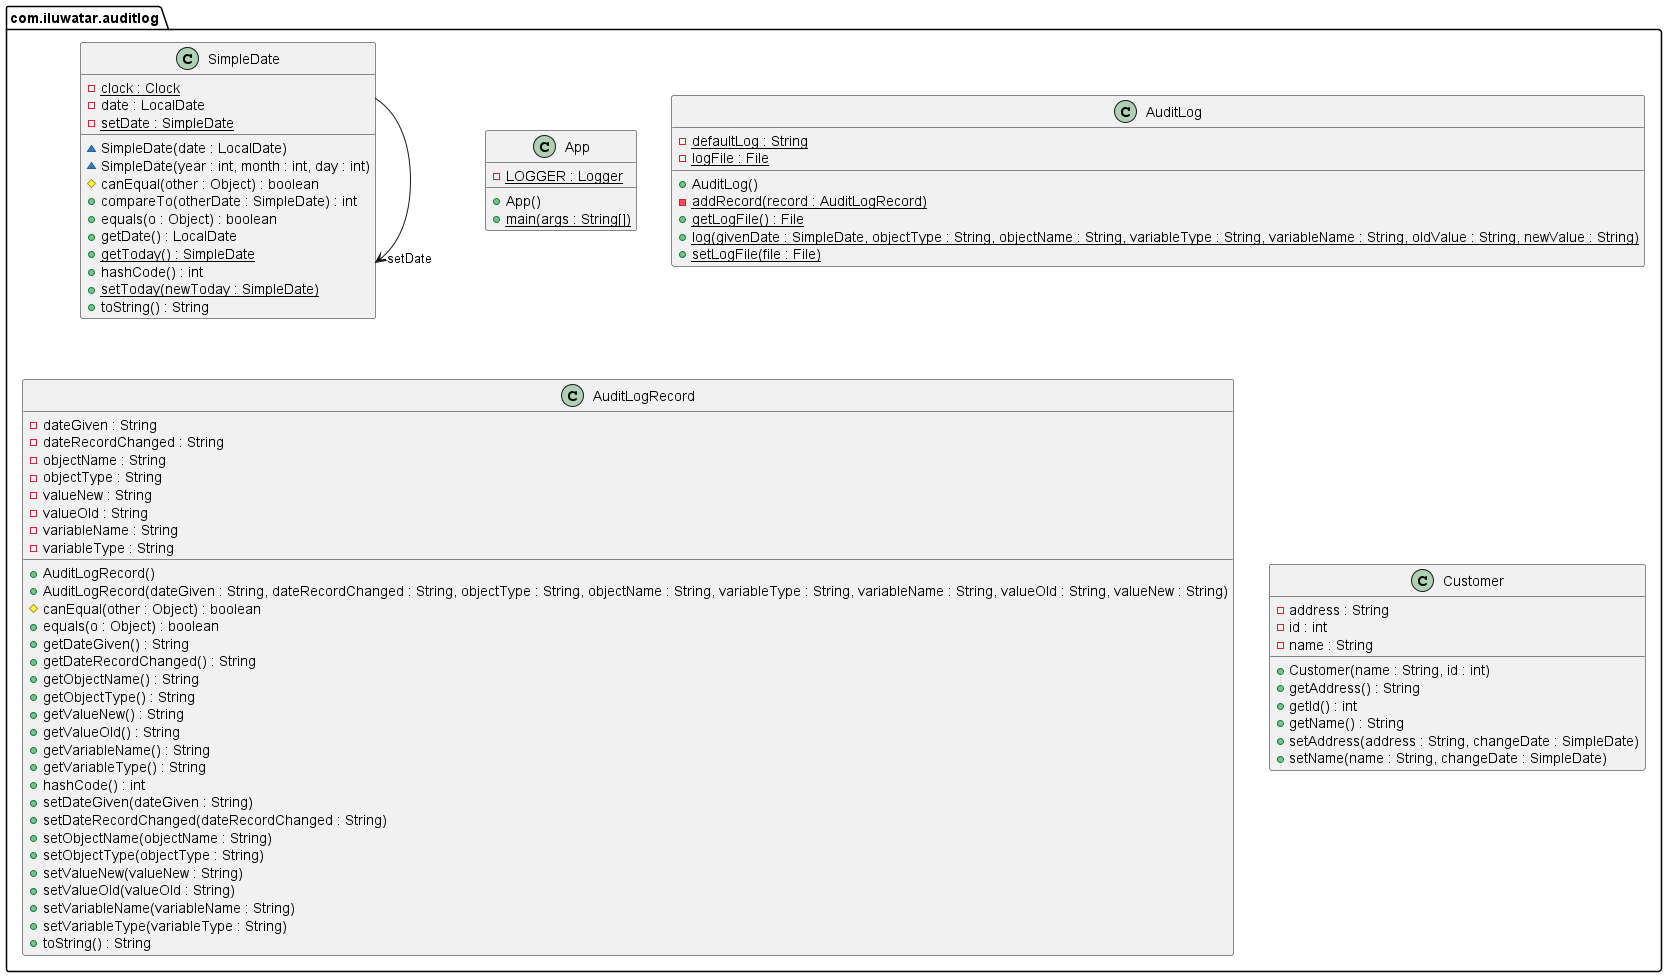 com.iluwatar.auditlog
SimpleDate
clock : Clock
date : LocalDate
setDate : SimpleDate
SimpleDate(date : LocalDate)
SimpleDate(year : int, month : int, day : int)
canEqual(other : Object) : boolean
compareTo(otherDate : SimpleDate) : int
equals(o : Object) : boolean
getDate() : LocalDate
getToday() : SimpleDate
hashCode() : int
setToday(newToday : SimpleDate)
toString() : String
-setDate
App
LOGGER : Logger
App()
main(args : String[])
AuditLog
defaultLog : String
logFile : File
AuditLog()
addRecord(record : AuditLogRecord)
getLogFile() : File
log(givenDate : SimpleDate, objectType : String, objectName : String, variableType : String, variableName : String, oldValue : String, newValue : String)
setLogFile(file : File)
AuditLogRecord
dateGiven : String
dateRecordChanged : String
objectName : String
objectType : String
valueNew : String
valueOld : String
variableName : String
variableType : String
AuditLogRecord()
AuditLogRecord(dateGiven : String, dateRecordChanged : String, objectType : String, objectName : String, variableType : String, variableName : String, valueOld : String, valueNew : String)
canEqual(other : Object) : boolean
equals(o : Object) : boolean
getDateGiven() : String
getDateRecordChanged() : String
getObjectName() : String
getObjectType() : String
getValueNew() : String
getValueOld() : String
getVariableName() : String
getVariableType() : String
hashCode() : int
setDateGiven(dateGiven : String)
setDateRecordChanged(dateRecordChanged : String)
setObjectName(objectName : String)
setObjectType(objectType : String)
setValueNew(valueNew : String)
setValueOld(valueOld : String)
setVariableName(variableName : String)
setVariableType(variableType : String)
toString() : String
Customer
address : String
id : int
name : String
Customer(name : String, id : int)
getAddress() : String
getId() : int
getName() : String
setAddress(address : String, changeDate : SimpleDate)
setName(name : String, changeDate : SimpleDate)